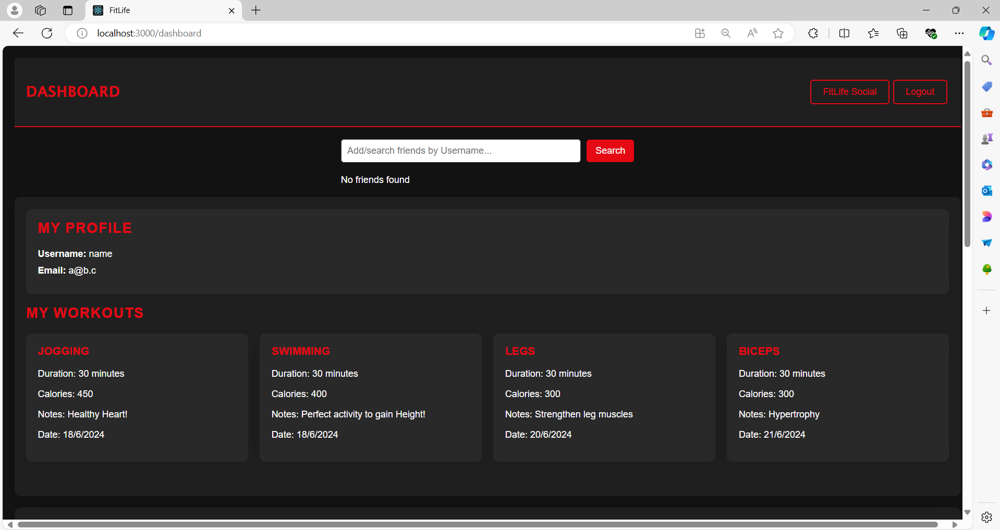 FitLife
localhost:3000/dashboard
DASHBOARD
FitLife Social
Logout
Add/search friends by Username...
Search
No friends found
MY PROFILE
Username: name
Email: a@b.c
MY WORKOUTS
JOGGING
Duration: 30 minutes
Calories: 450
Notes: Healthy Heart!
Date: 18/6/2024
SWIMMING
Duration: 30 minutes
Calories: 400
Notes: Perfect activity to gain Height!
Date: 18/6/2024
LEGS
Duration: 30 minutes
Calories: 300
Notes: Strengthen leg muscles
Date: 20/6/2024
BICEPS
Duration: 30 minutes
Calories: 300
Notes: Hypertrophy
Date: 21/6/2024